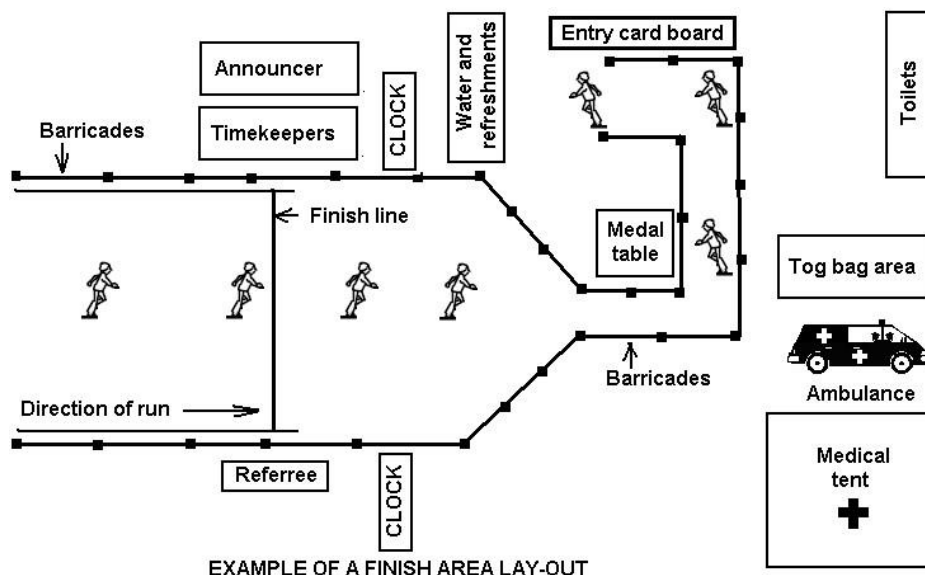 Entry card board
Toilets
Water and
refreshments
Announcer
CLOCK
Timekeepers
Barricades
Finish line
Medal
table
Tog bag area
Barricades
Ambulance
Direction of run
Medical
tent
Referree
CLOCK
EXAMPLE OF A FINISH AREA LAY-OUT